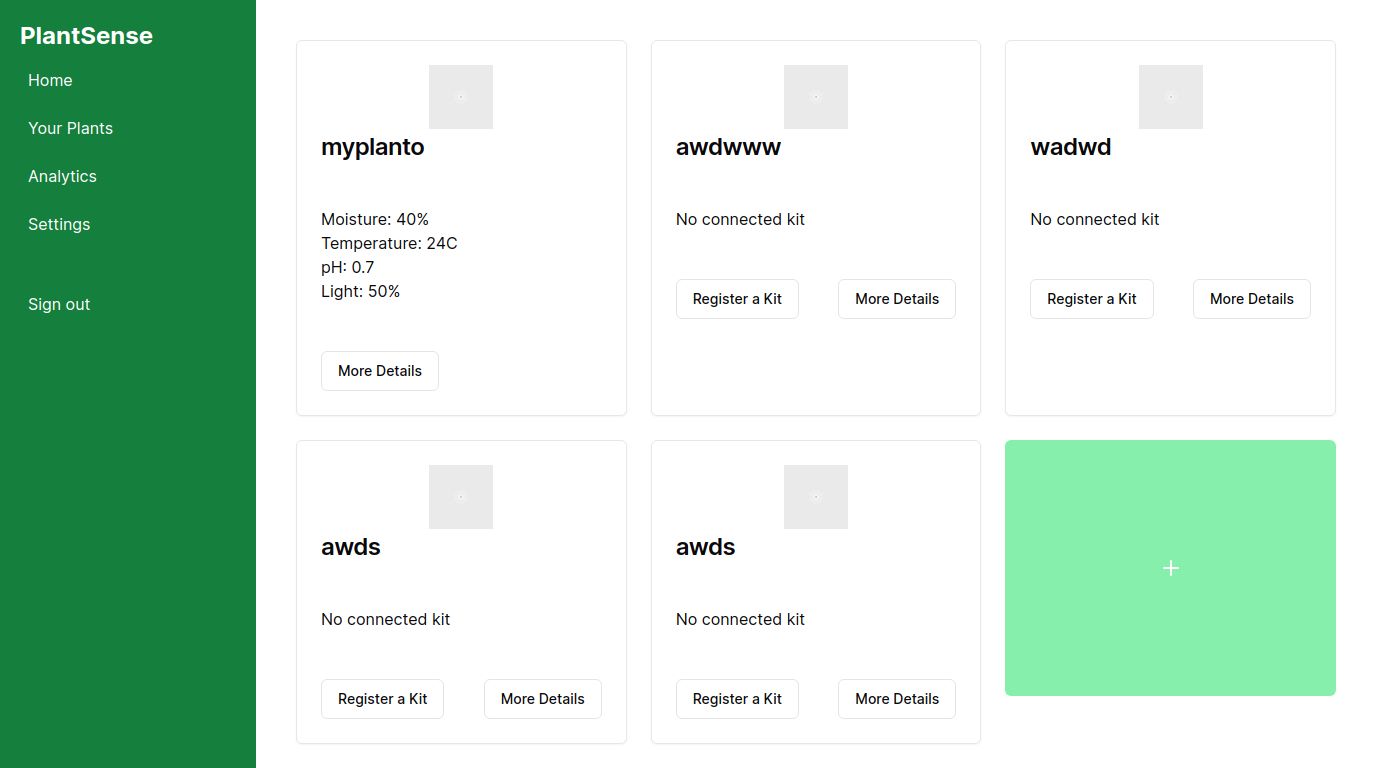 PlantSense
Home
Your Plants
Analytics
Settings
Sign out
myplanto
Moisture: 40%
Temperature: 24C
pH: 0.7
Light: 50%
More Details
awdwww
No connected kit
Register a Kit
More Details
wadwd
No connected kit
Register a Kit
More Details
awds
No connected kit
Register a Kit
More Details
awds
No connected kit
Register a Kit
More Details
+